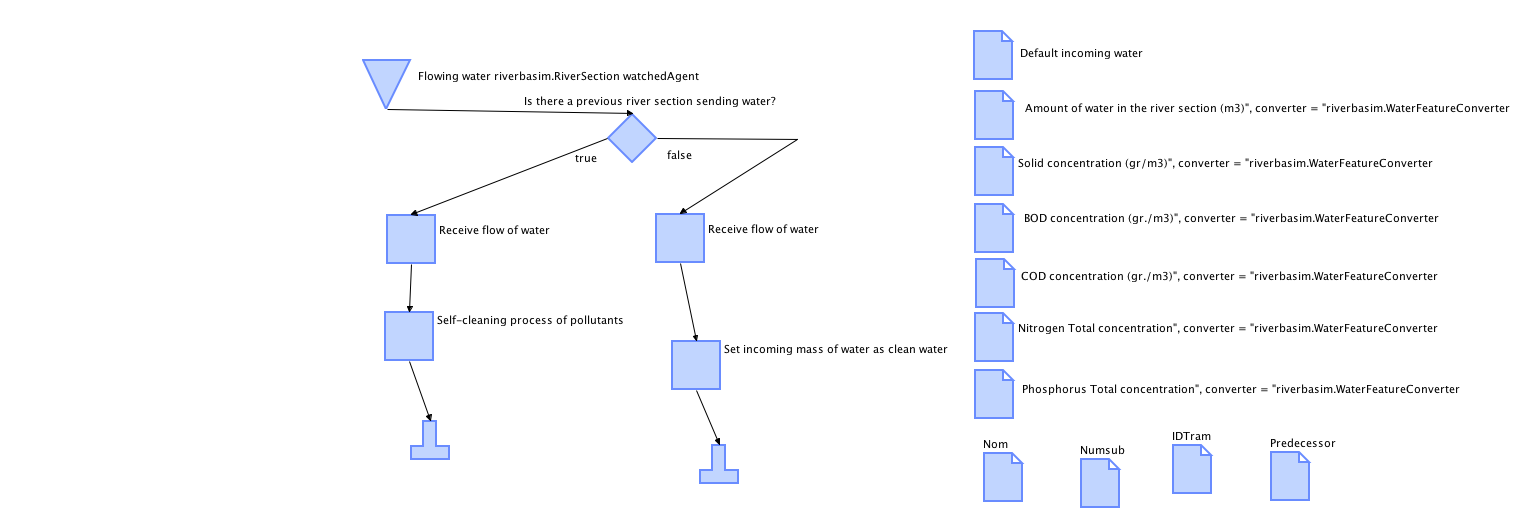 Flowing water riverbasim.RiverSection watchedAgent
Is there a previous river section sending water?
true
false
Receive flow of water
Receive flow of water
Self-cleaning process of pollutants
Set incoming mass of water as clean water
Default incoming water
Amount of water in the river section (m3)", converter = "riverbasim.WaterFeatureConverter
Solid concentration (gr/m3)", converter = "riverbasim.WaterFeatureConverter
BOD concentration (gr./m3)", converter = "riverbasim.WaterFeatureConverter
COD concentration (gr./m3)", converter = "riverbasim.WaterFeatureConverter
Nitrogen Total concentration", converter = "riverbasim.WaterFeatureConverter
Phosphorus Total concentration", converter = "riverbasim.WaterFeatureConverter
Nom
Numsub
IDTram
Predecessor